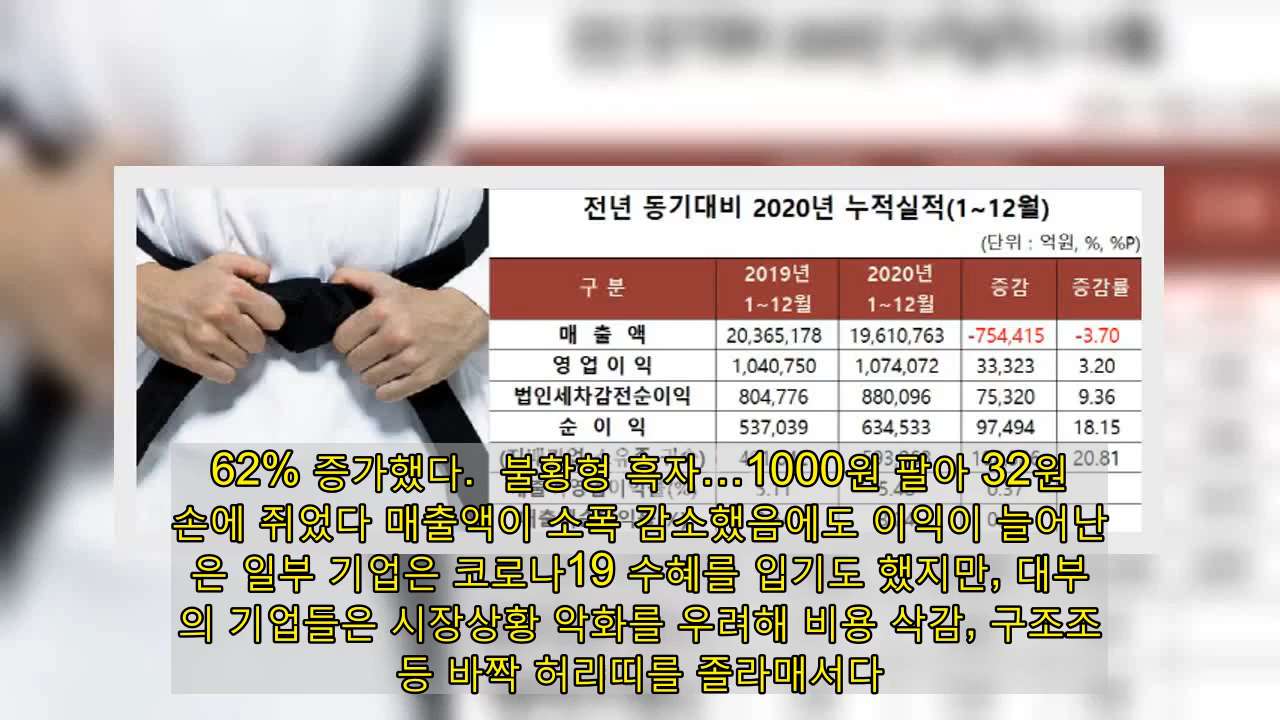 전년 동기대비 2020년 누적실적(1~12월)
(단위 : 억원, %, %P)
구 분 2019년 1~12월 2020년 1~12월 증감 증감률
매 출 액 20,365,178 19,610,763 -754,415 -3.70
영 업 이 익 1,040,750 1,074,072 33,323 3.20
법인세차감전순이익 804,776 880,096 75,320 9.36
순 이 익 537,039 634,533 97,494 18.15
20.81
62% 증가했다. 불황형 흑자…1000원 팔아 32원
손에 쥐었다 매출액이 소폭 감소했음에도 이익이 늘어난
은 일부 기업은 코로나19 수혜를 입기도 했지만, 대부
의 기업들은 시장상황 악화를 우려해 비용 삭감, 구조조
등 바짝 허리띠를 졸라매서다